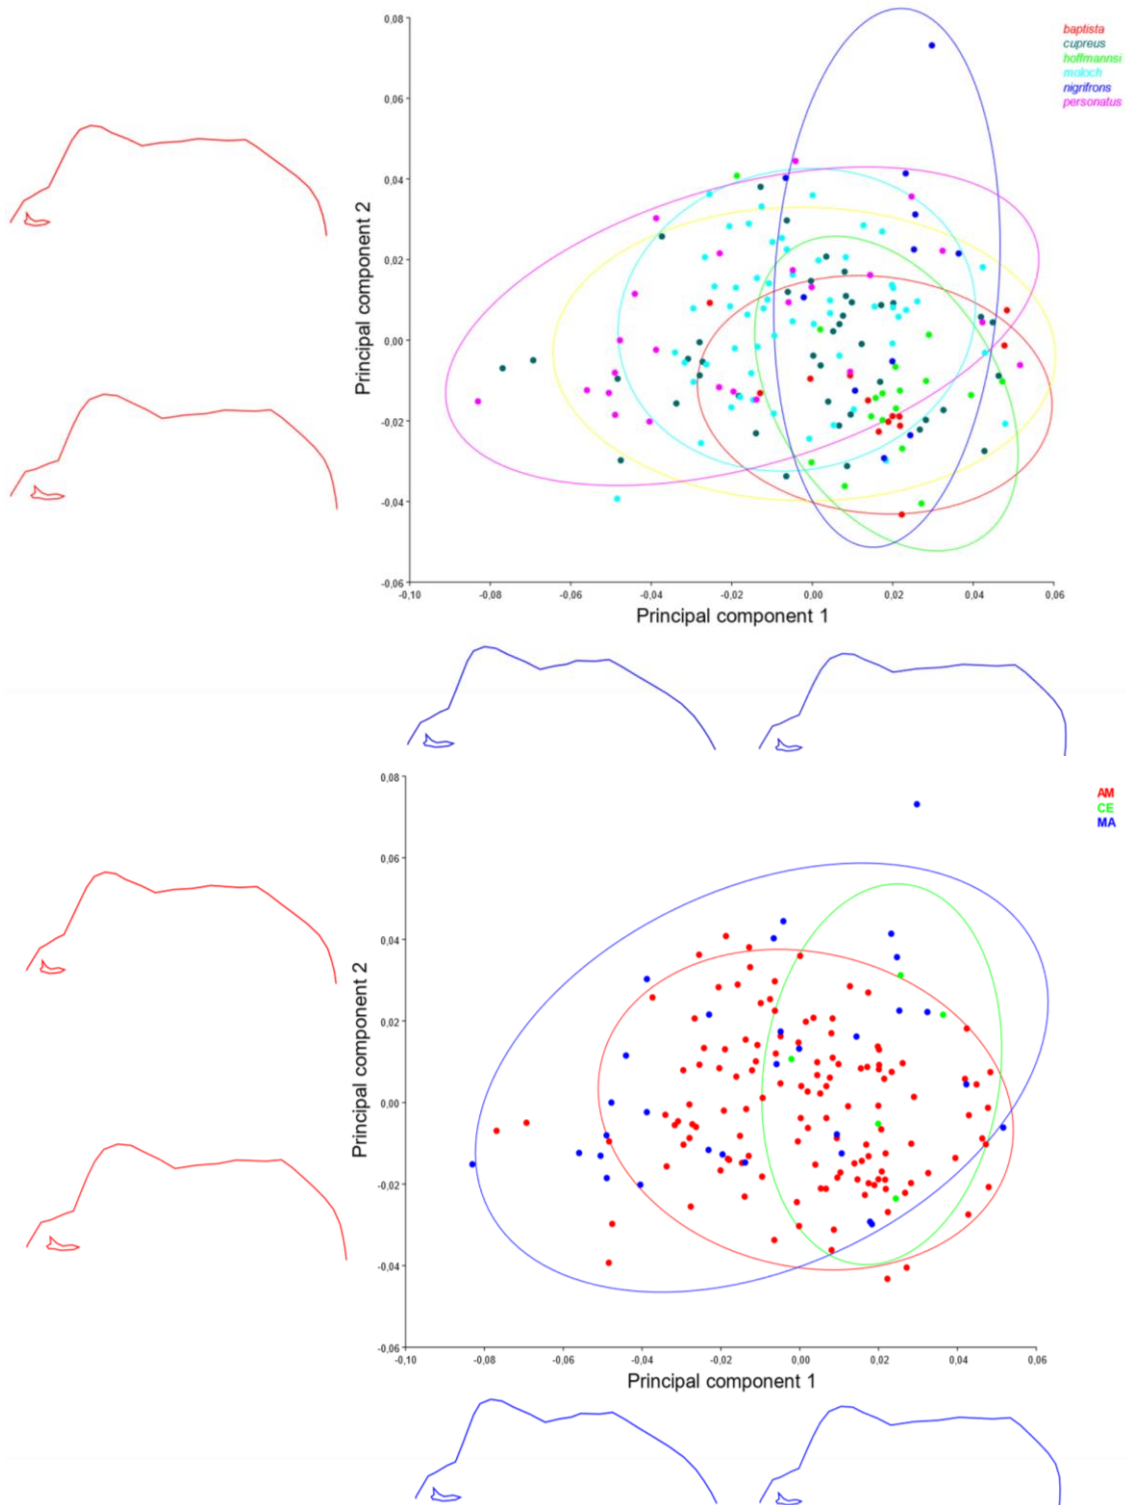 0,08
0,06
0,04
0,02
0,00
-0,02
-0,04
-0,06
Principal component 2
-0,10
-0,08
-0,06
-0,04
-0,02
0,00
0,02
0,04
0,06
Principal component 1
baptista
cupreus
hoffmannsi
moloch
nigrifrons
personatus
0,08
0,06
0,04
0,02
0,00
-0,02
-0,04
-0,06
Principal component 2
-0,10
-0,08
-0,06
-0,04
-0,02
0,00
0,02
0,04
0,06
Principal component 1
AM
CE
MA